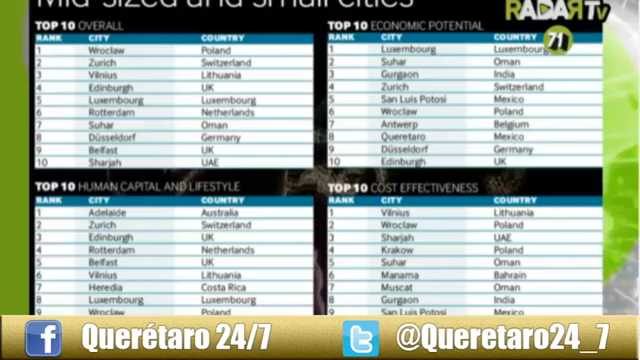 Mid-sized and small cities
RADAR TV
71
TOP 10 OVERALL
RANK CITY COUNTRY
1 Wroclaw Poland
2 Zurich Switzerland
3 Vilnius Lithuania
4 Edinburgh UK
5 Luxembourg Luxembourg
6 Rotterdam Netherlands
7 Suhar Oman
8 Düsseldorf Germany
9 Belfast UK
10 Sharjah UAE
TOP 10 ECONOMIC POTENTIAL
RANK CITY COUNTRY
1 Luxembourg Luxembourg
2 Suhar Oman
3 Gurgaon India
4 Zurich Switzerland
5 San Luis Potosi Mexico
6 Wroclaw Poland
7 Antwerp Belgium
8 Queretaro Mexico
9 Düsseldorf Germany
10 Edinburgh UK
TOP 10 HUMAN CAPITAL AND LIFESTYLE
RANK CITY COUNTRY
1 Adelaide Australia
2 Zurich Switzerland
3 Edinburgh UK
4 Rotterdam Netherlands
5 Belfast UK
6 Vilnius Lithuania
7 Heredia Costa Rica
8 Luxembourg Luxembourg
9 Wroclaw Poland
TOP 10 COST EFFECTIVENESS
RANK CITY COUNTRY
1 Vilnius Lithuania
2 Wroclaw Poland
3 Sharjah UAE
4 Krakow Poland
5 Suhar Oman
6 Manama Bahrain
7 Muscat Oman
8 Gurgaon India
9 San Luis Potosi Mexico
f Querétaro 24/7
@Queretaro24_7